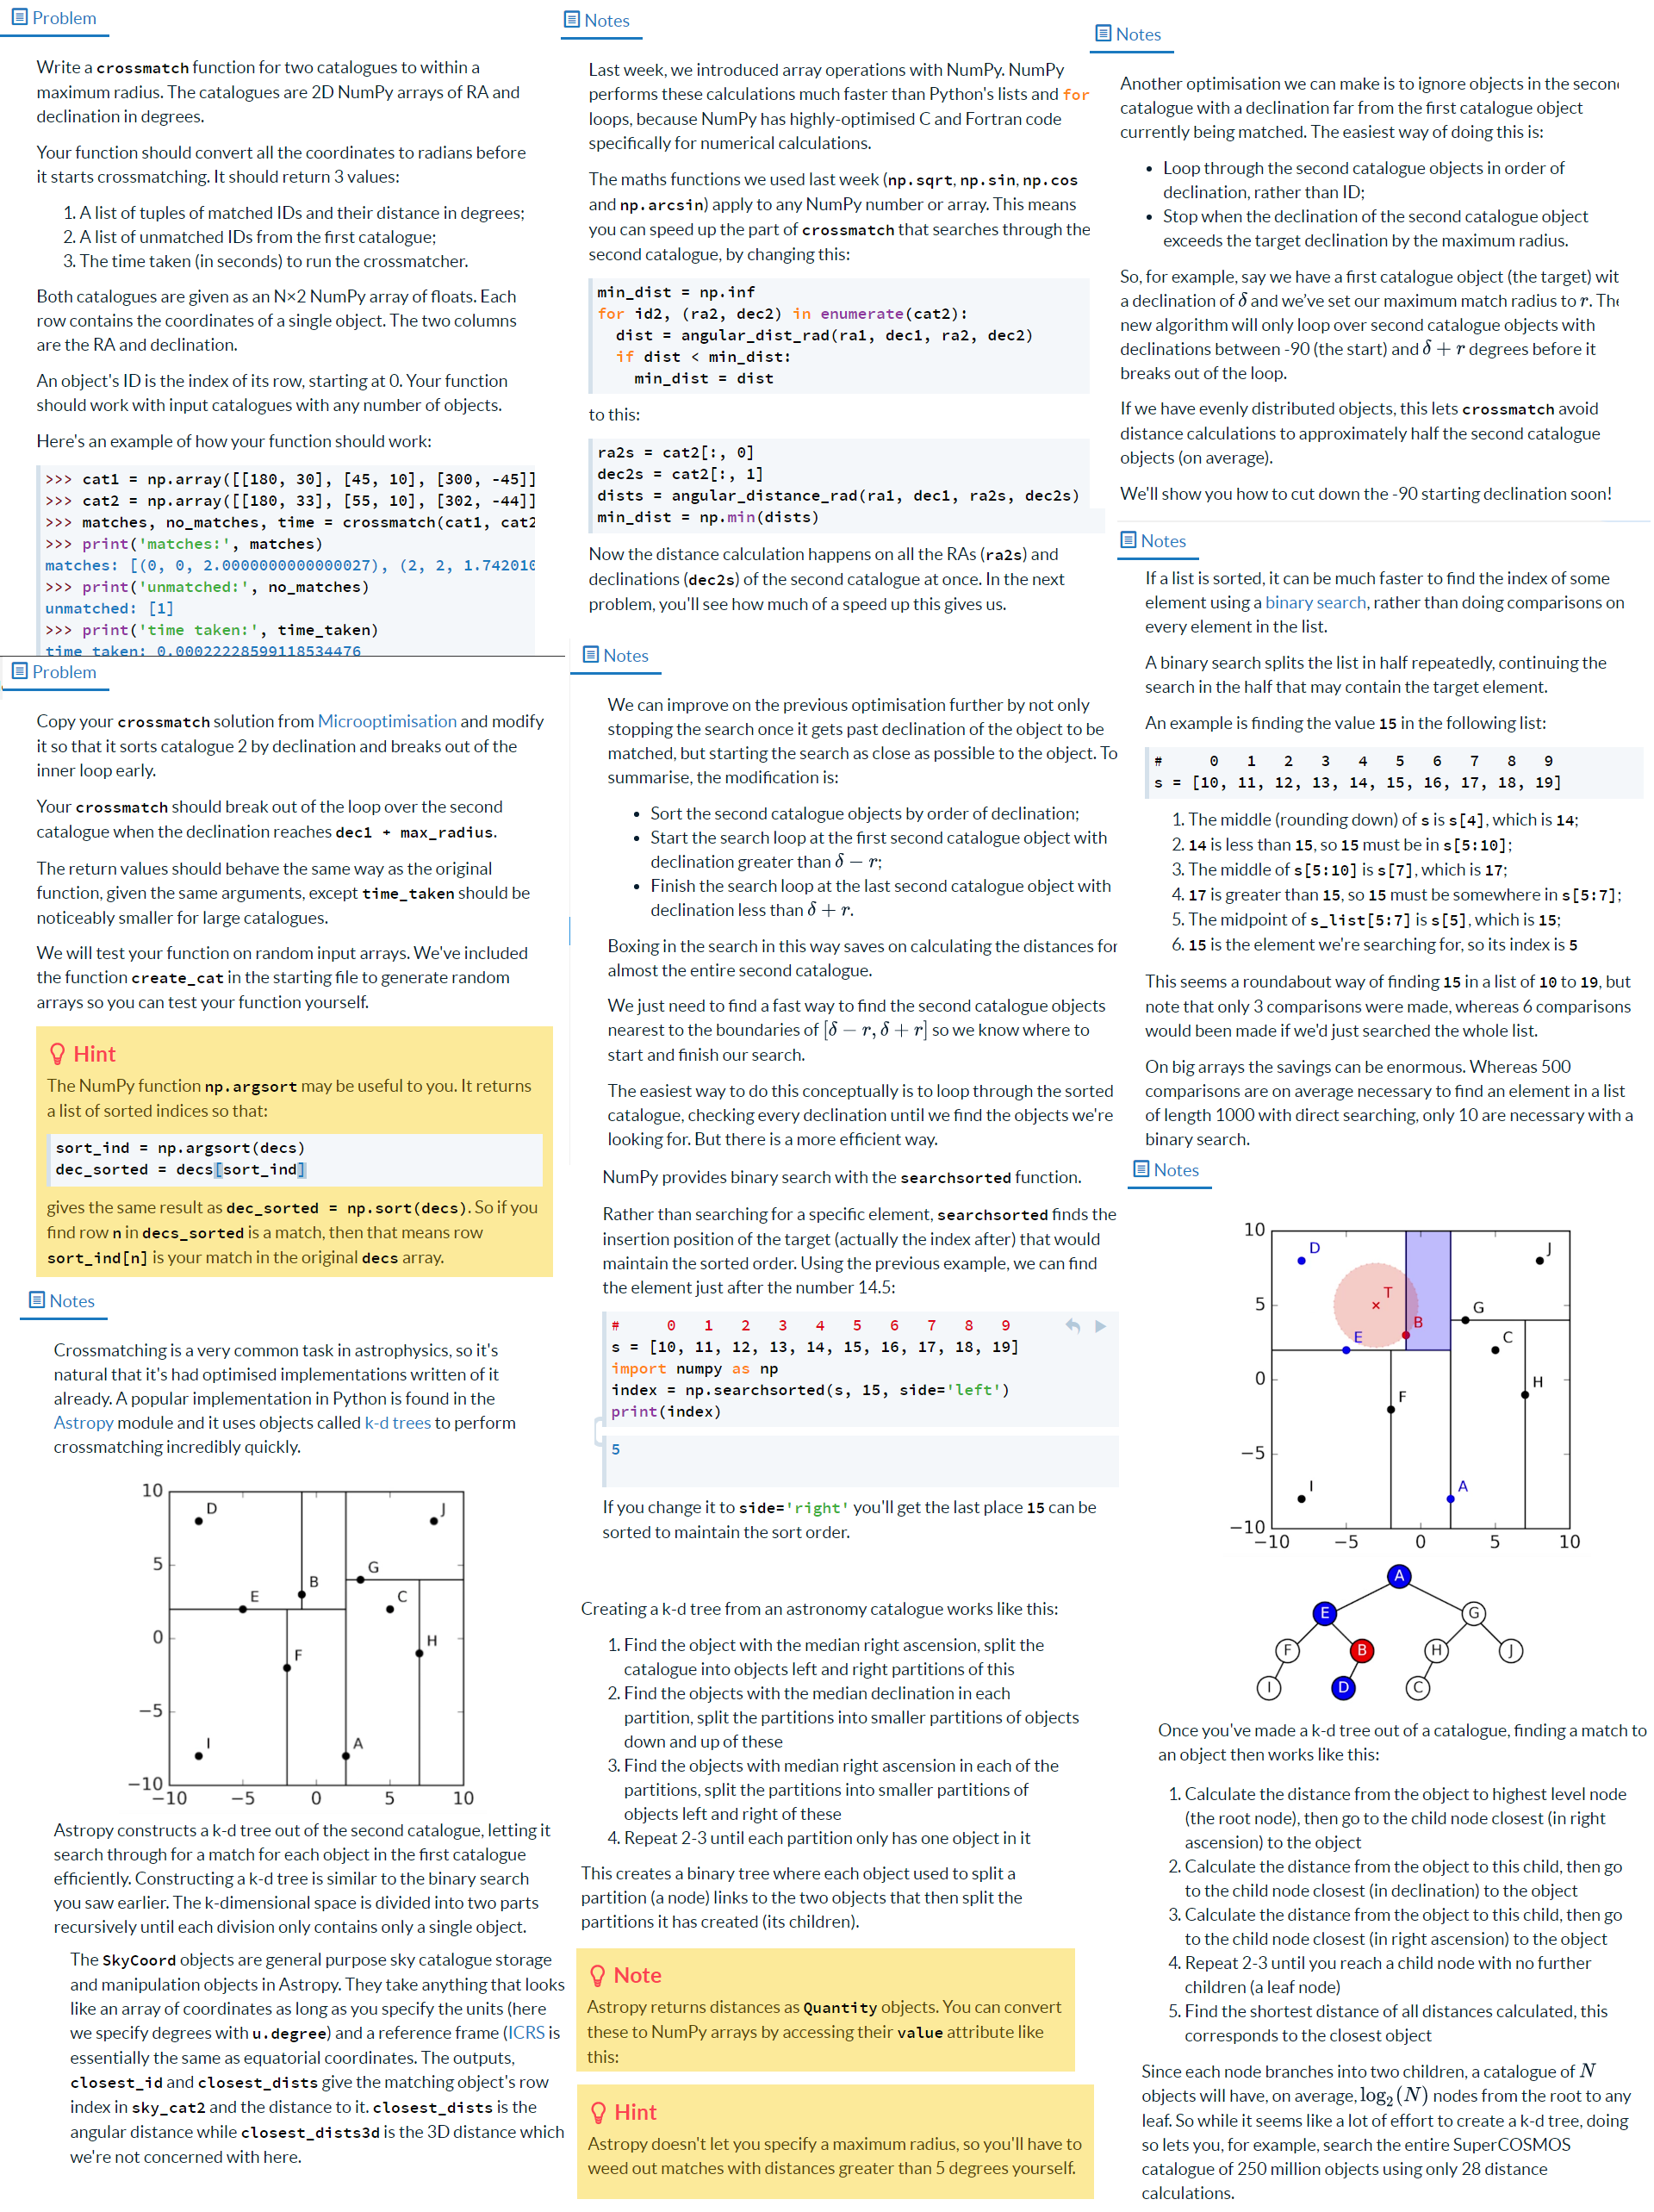 Problem
Write a crossmatch function for two catalogues to within a
maximum radius. The catalogues are 2D NumPy arrays of RA and
declination in degrees.
Your function should convert all the coordinates to radians before
it starts crossmatching. It should return 3 values:
1. A list of tuples of matched IDs and their distance in degrees;
2. A list of unmatched IDs from the first catalogue;
3. The time taken (in seconds) to run the crossmatcher.
Both catalogues are given as an N×2 NumPy array of floats. Each
row contains the coordinates of a single object. The two columns
are the RA and declination.
An object's ID is the index of its row, starting at 0. Your function
should work with input catalogues with any number of objects.
Here's an example of how your function should work:
>>> cat1 = np.array([[180, 30], [45, 10], [300, -45]]
>>> cat2 = np.array([[180, 33], [55, 10], [302, -44]]
>>> matches, no_matches, time = crossmatch(cat1, cat2
>>> print('matches:', matches)
matches: [(0, 0, 2.0000000000000027), (2, 2, 1.742010
>>> print('unmatched:', no_matches)
unmatched: [1]
>>> print('time taken:', time_taken)
time taken: 0.00022228599118534476
Problem
Copy your crossmatch solution from Microoptimisation and modify
it so that it sorts catalogue 2 by declination and breaks out of the
inner loop early.
Your crossmatch should break out of the loop over the second
catalogue when the declination reaches dec1 + max_radius.
The return values should behave the same way as the original
function, given the same arguments, except time_taken should be
noticeably smaller for large catalogues.
We will test your function on random input arrays. We've included
the function create_cat in the starting file to generate random
arrays so you can test your function yourself.
Hint
The NumPy function np.argsort may be useful to you. It returns
a list of sorted indices so that:
sort_ind = np.argsort(decs)
dec_sorted = decs[sort_ind]
gives the same result as dec_sorted = np.sort(decs). So if you
find row n in decs_sorted is a match, then that means row
sort_ind[n] is your match in the original decs array.
Notes
Crossmatching is a very common task in astrophysics, so it's
natural that it's had optimised implementations written of it
already. A popular implementation in Python is found in the
Astropy module and it uses objects called k-d trees to perform
crossmatching incredibly quickly.
10
D
J
5
G
B
E
C
0
H
F
−5
I
A
−10
−10 −5 0 5 10
Astropy constructs a k-d tree out of the second catalogue, letting it
search through for a match for each object in the first catalogue
efficiently. Constructing a k-d tree is similar to the binary search
you saw earlier. The k-dimensional space is divided into two parts
recursively until each division only contains only a single object.
The SkyCoord objects are general purpose sky catalogue storage
and manipulation objects in Astropy. They take anything that looks
like an array of coordinates as long as you specify the units (here
we specify degrees with u.degree) and a reference frame (ICRS is
essentially the same as equatorial coordinates. The outputs,
closest_id and closest_dists give the matching object's row
index in sky_cat2 and the distance to it. closest_dists is the
angular distance while closest_dists3d is the 3D distance which
we're not concerned with here.
Notes
Last week, we introduced array operations with NumPy. NumPy
performs these calculations much faster than Python's lists and for
loops, because NumPy has highly-optimised C and Fortran code
specifically for numerical calculations.
The maths functions we used last week (np.sqrt, np.sin, np.cos
and np.arcsin) apply to any NumPy number or array. This means
you can speed up the part of crossmatch that searches through the
second catalogue, by changing this:
min_dist = np.inf
for id2, (ra2, dec2) in enumerate(cat2):
dist = angular_dist_rad(ra1, dec1, ra2, dec2)
if dist < min_dist:
min_dist = dist
to this:
ra2s = cat2[:, 0]
dec2s = cat2[:, 1]
dists = angular_distance_rad(ra1, dec1, ra2s, dec2s)
min_dist = np.min(dists)
Now the distance calculation happens on all the RAs (ra2s) and
declinations (dec2s) of the second catalogue at once. In the next
problem, you'll see how much of a speed up this gives us.
Notes
We can improve on the previous optimisation further by not only
stopping the search once it gets past declination of the object to be
matched, but starting the search as close as possible to the object. To
summarise, the modification is:
• Sort the second catalogue objects by order of declination;
• Start the search loop at the first second catalogue object with
declination greater than δ − r;
• Finish the search loop at the last second catalogue object with
declination less than δ + r.
Boxing in the search in this way saves on calculating the distances for
almost the entire second catalogue.
We just need to find a fast way to find the second catalogue objects
nearest to the boundaries of [δ − r, δ + r] so we know where to
start and finish our search.
The easiest way to do this conceptually is to loop through the sorted
catalogue, checking every declination until we find the objects we're
looking for. But there is a more efficient way.
NumPy provides binary search with the searchsorted function.
Rather than searching for a specific element, searchsorted finds the
insertion position of the target (actually the index after) that would
maintain the sorted order. Using the previous example, we can find
the element just after the number 14.5:
# 0 1 2 3 4 5 6 7 8 9
s = [10, 11, 12, 13, 14, 15, 16, 17, 18, 19]
import numpy as np
index = np.searchsorted(s, 15, side='left')
print(index)
5
If you change it to side='right' you'll get the last place 15 can be
sorted to maintain the sort order.
Creating a k-d tree from an astronomy catalogue works like this:
1. Find the object with the median right ascension, split the
catalogue into objects left and right partitions of this
2. Find the objects with the median declination in each
partition, split the partitions into smaller partitions of objects
down and up of these
3. Find the objects with median right ascension in each of the
partitions, split the partitions into smaller partitions of
objects left and right of these
4. Repeat 2-3 until each partition only has one object in it
This creates a binary tree where each object used to split a
partition (a node) links to the two objects that then split the
partitions it has created (its children).
Note
Astropy returns distances as Quantity objects. You can convert
these to NumPy arrays by accessing their value attribute like
this:
Hint
Astropy doesn't let you specify a maximum radius, so you'll have to
weed out matches with distances greater than 5 degrees yourself.
Notes
Another optimisation we can make is to ignore objects in the secon
catalogue with a declination far from the first catalogue object
currently being matched. The easiest way of doing this is:
• Loop through the second catalogue objects in order of
declination, rather than ID;
• Stop when the declination of the second catalogue object
exceeds the target declination by the maximum radius.
So, for example, say we have a first catalogue object (the target) wit
a declination of δ and we've set our maximum match radius to r. The
new algorithm will only loop over second catalogue objects with
declinations between -90 (the start) and δ + r degrees before it
breaks out of the loop.
If we have evenly distributed objects, this lets crossmatch avoid
distance calculations to approximately half the second catalogue
objects (on average).
We'll show you how to cut down the -90 starting declination soon!
Notes
If a list is sorted, it can be much faster to find the index of some
element using a binary search, rather than doing comparisons on
every element in the list.
A binary search splits the list in half repeatedly, continuing the
search in the half that may contain the target element.
An example is finding the value 15 in the following list:
# 0 1 2 3 4 5 6 7 8 9
s = [10, 11, 12, 13, 14, 15, 16, 17, 18, 19]
1. The middle (rounding down) of s is s[4], which is 14;
2. 14 is less than 15, so 15 must be in s[5:10];
3. The middle of s[5:10] is s[7], which is 17;
4. 17 is greater than 15, so 15 must be somewhere in s[5:7];
5. The midpoint of s_list[5:7] is s[5], which is 15;
6. 15 is the element we're searching for, so its index is 5
This seems a roundabout way of finding 15 in a list of 10 to 19, but
note that only 3 comparisons were made, whereas 6 comparisons
would been made if we'd just searched the whole list.
On big arrays the savings can be enormous. Whereas 500
comparisons are on average necessary to find an element in a list
of length 1000 with direct searching, only 10 are necessary with a
binary search.
Notes
10
D
J
T
5
G
B
E
C
0
H
F
−5
I
A
−10
−10 −5 0 5 10
A
E G
F B H J
I D C
Once you've made a k-d tree out of a catalogue, finding a match to
an object then works like this:
1. Calculate the distance from the object to highest level node
(the root node), then go to the child node closest (in right
ascension) to the object
2. Calculate the distance from the object to this child, then go
to the child node closest (in declination) to the object
3. Calculate the distance from the object to this child, then go
to the child node closest (in right ascension) to the object
4. Repeat 2-3 until you reach a child node with no further
children (a leaf node)
5. Find the shortest distance of all distances calculated, this
corresponds to the closest object
Since each node branches into two children, a catalogue of N
objects will have, on average, log₂(N) nodes from the root to any
leaf. So while it seems like a lot of effort to create a k-d tree, doing
so lets you, for example, search the entire SuperCOSMOS
catalogue of 250 million objects using only 28 distance
calculations.